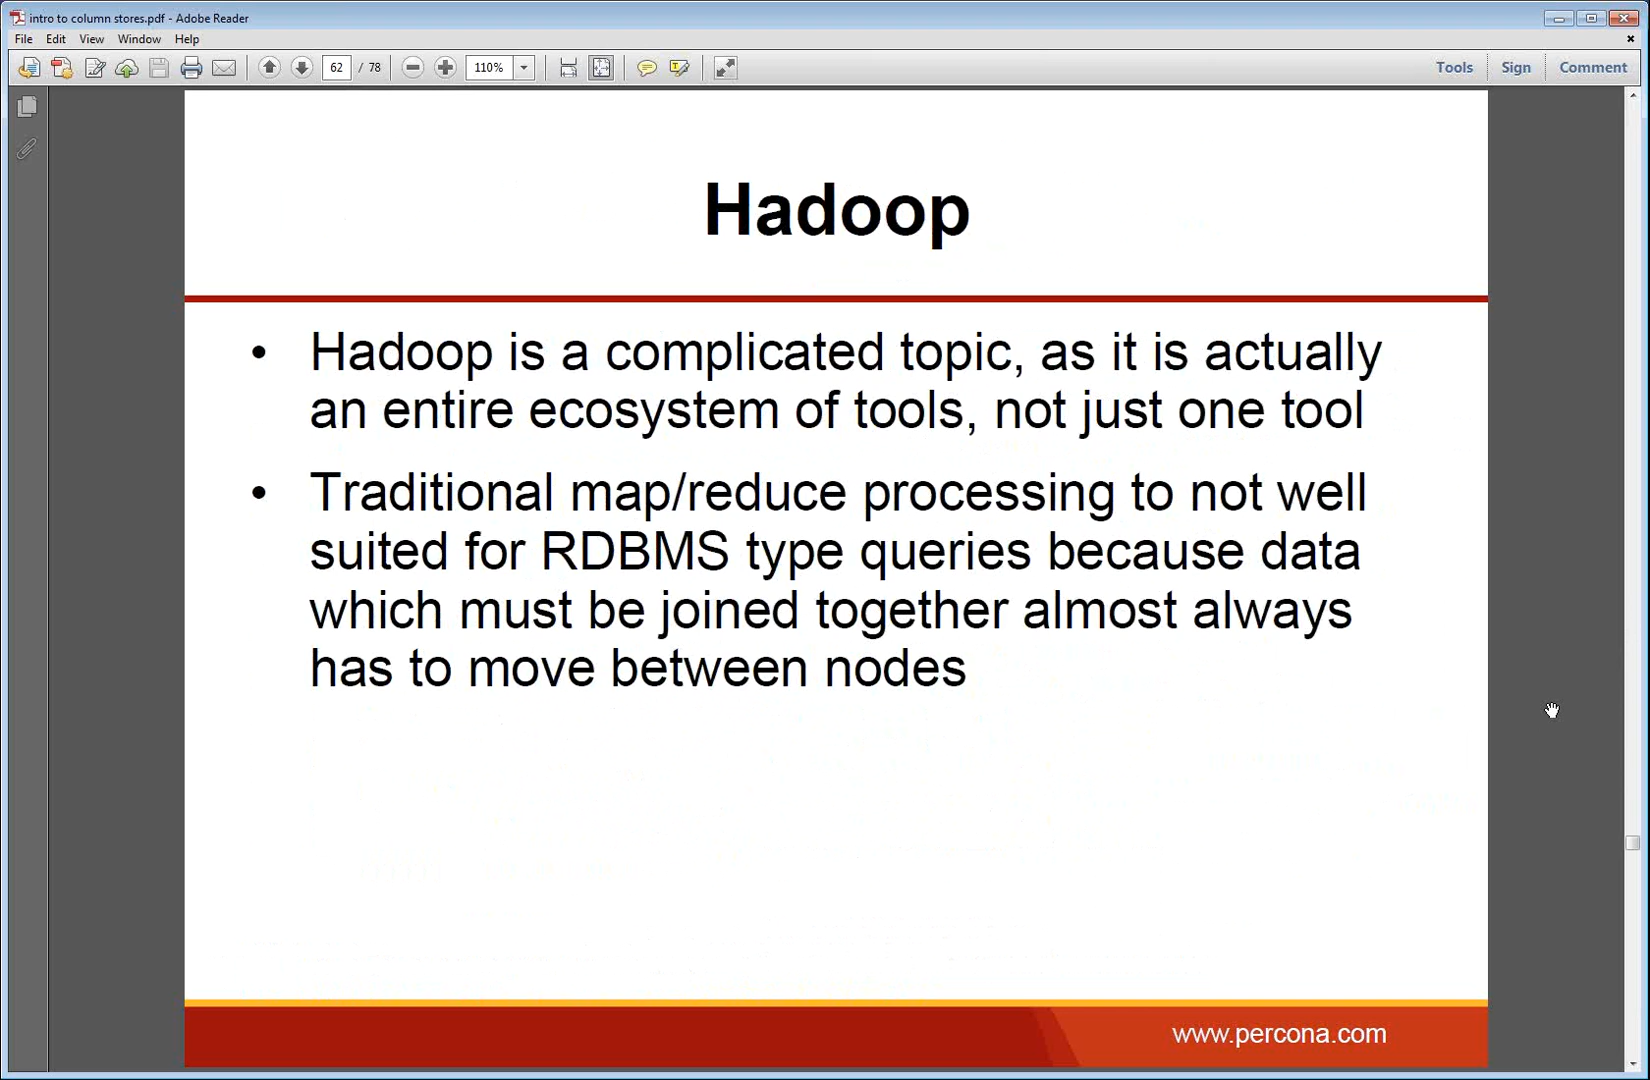 intro to column stores.pdf - Adobe Reader
File Edit View Window Help
62 / 78 110% Tools Sign Comment
Hadoop
• Hadoop is a complicated topic, as it is actually
an entire ecosystem of tools, not just one tool
• Traditional map/reduce processing to not well
suited for RDBMS type queries because data
which must be joined together almost always
has to move between nodes
www.percona.com